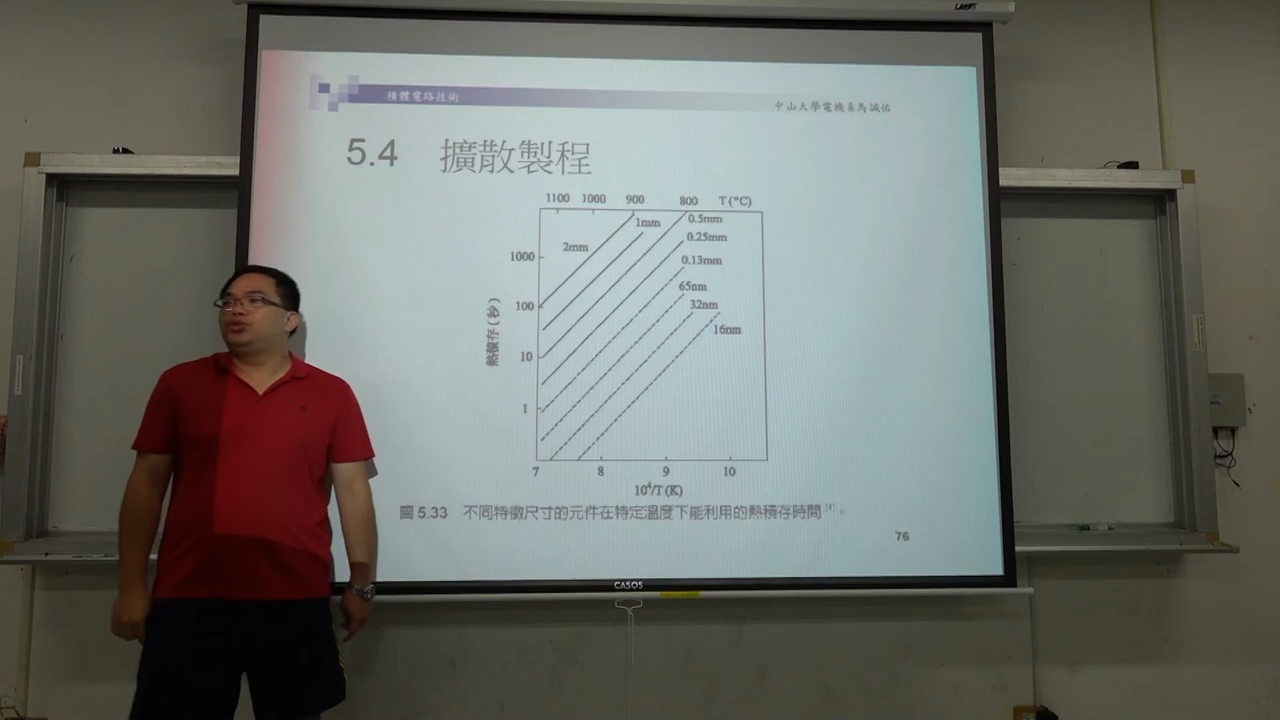 積體電路技術
中山大學電機系馬誠佑
5.4 擴散製程
1100 1000 900 800 T(°C)
2mm
1mm
0.5mm
0.25mm
0.13mm
65nm
32nm
16nm
1000
100
10
1
熱積存(秒)
7 8 9 10
10⁴/T(K)
圖 5.33 不同特徵尺寸的元件在特定溫度下能利用的熱積存時間 [4]。
76
CASOS